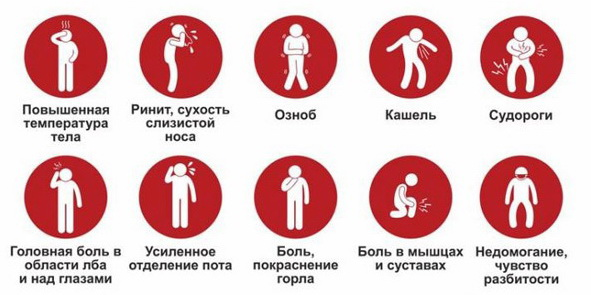 Повышенная
температура
тела
Ринит, сухость
слизистой
носа
Озноб
Кашель
Судороги
Головная боль в
области лба
и над глазами
Усиленное
отделение пота
Боль,
покраснение
горла
Боль в мышцах
и суставах
Недомогание,
чувство
разбитости